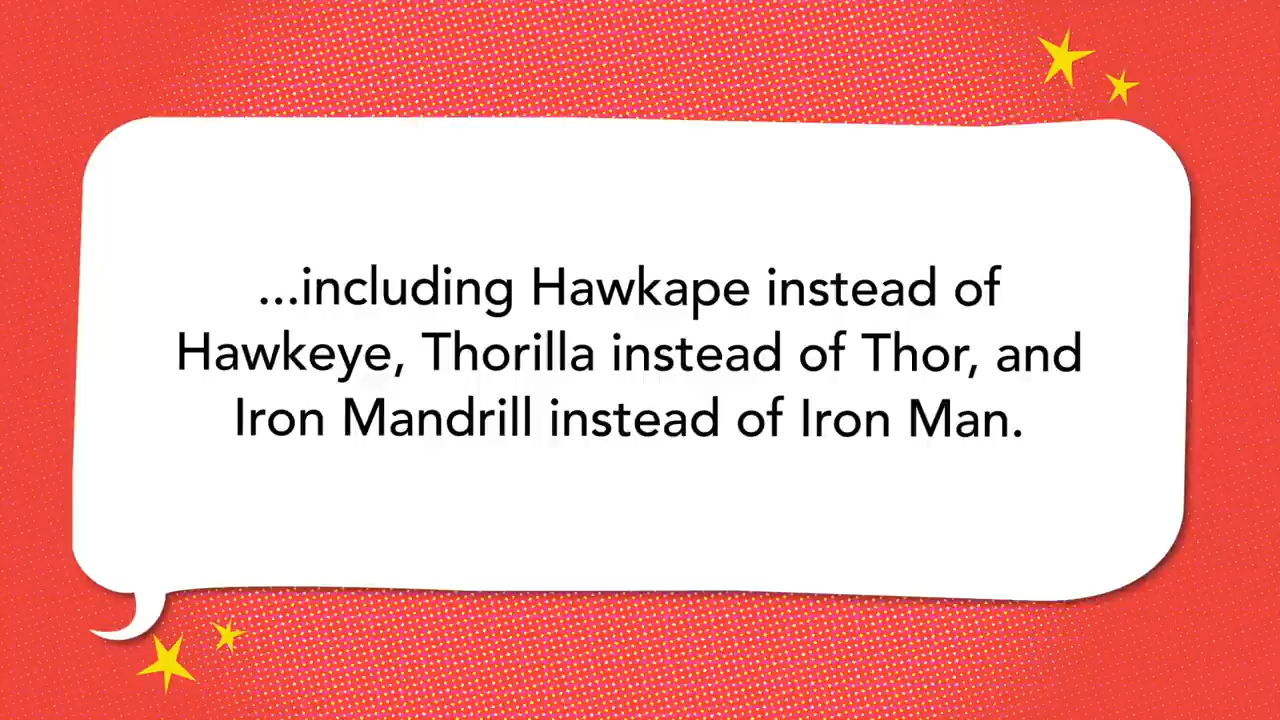 ...including Hawkape instead of
Hawkeye, Thorilla instead of Thor, and
Iron Mandrill instead of Iron Man.